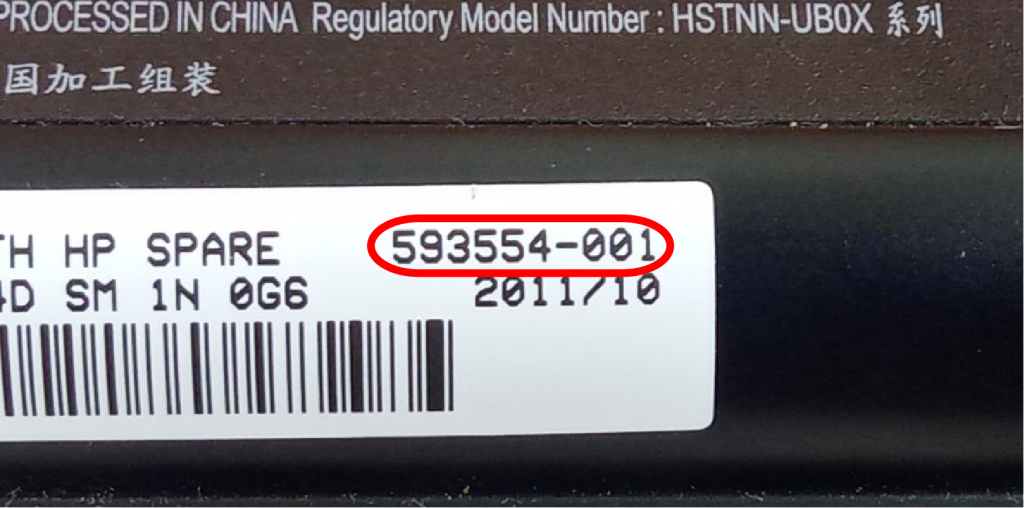 PROCESSED IN CHINA Regulatory Model Number : HSTNN-UB0X 系列
国加工组装
TH HP SPARE 593554-001
4D SM 1N 0G6 2011/10